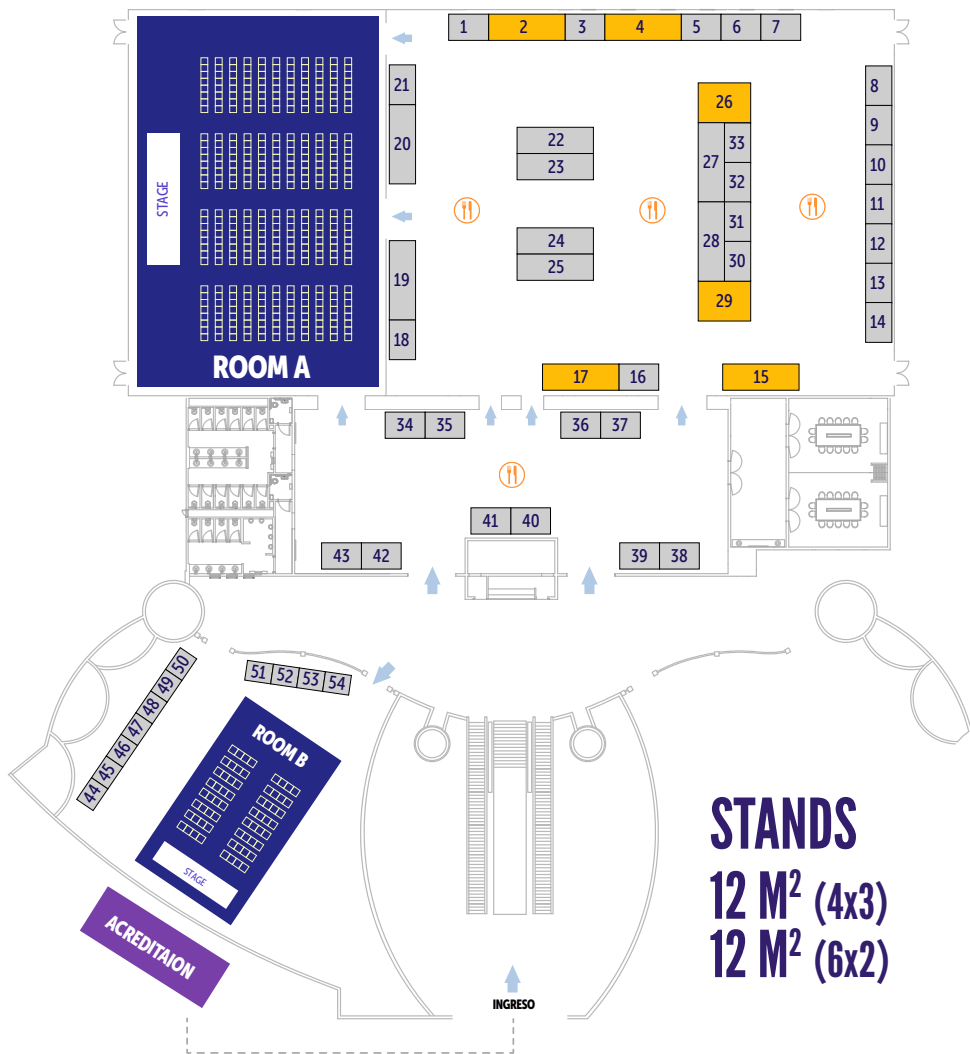 1 2 3 4 5 6 7
21
20
19
18
STAGE
ROOM A
22
23
24
25
26
27 33
32
28 31
30
29
8
9
10
11
12
13
14
17 16 15
34 35 36 37
41 40
43 42 39 38
44 45 46 47 48 49 50
51 52 53 54
ROOM B
STAGE
ACREDITAION
INGRESO
STANDS
12 M² (4x3)
12 M² (6x2)